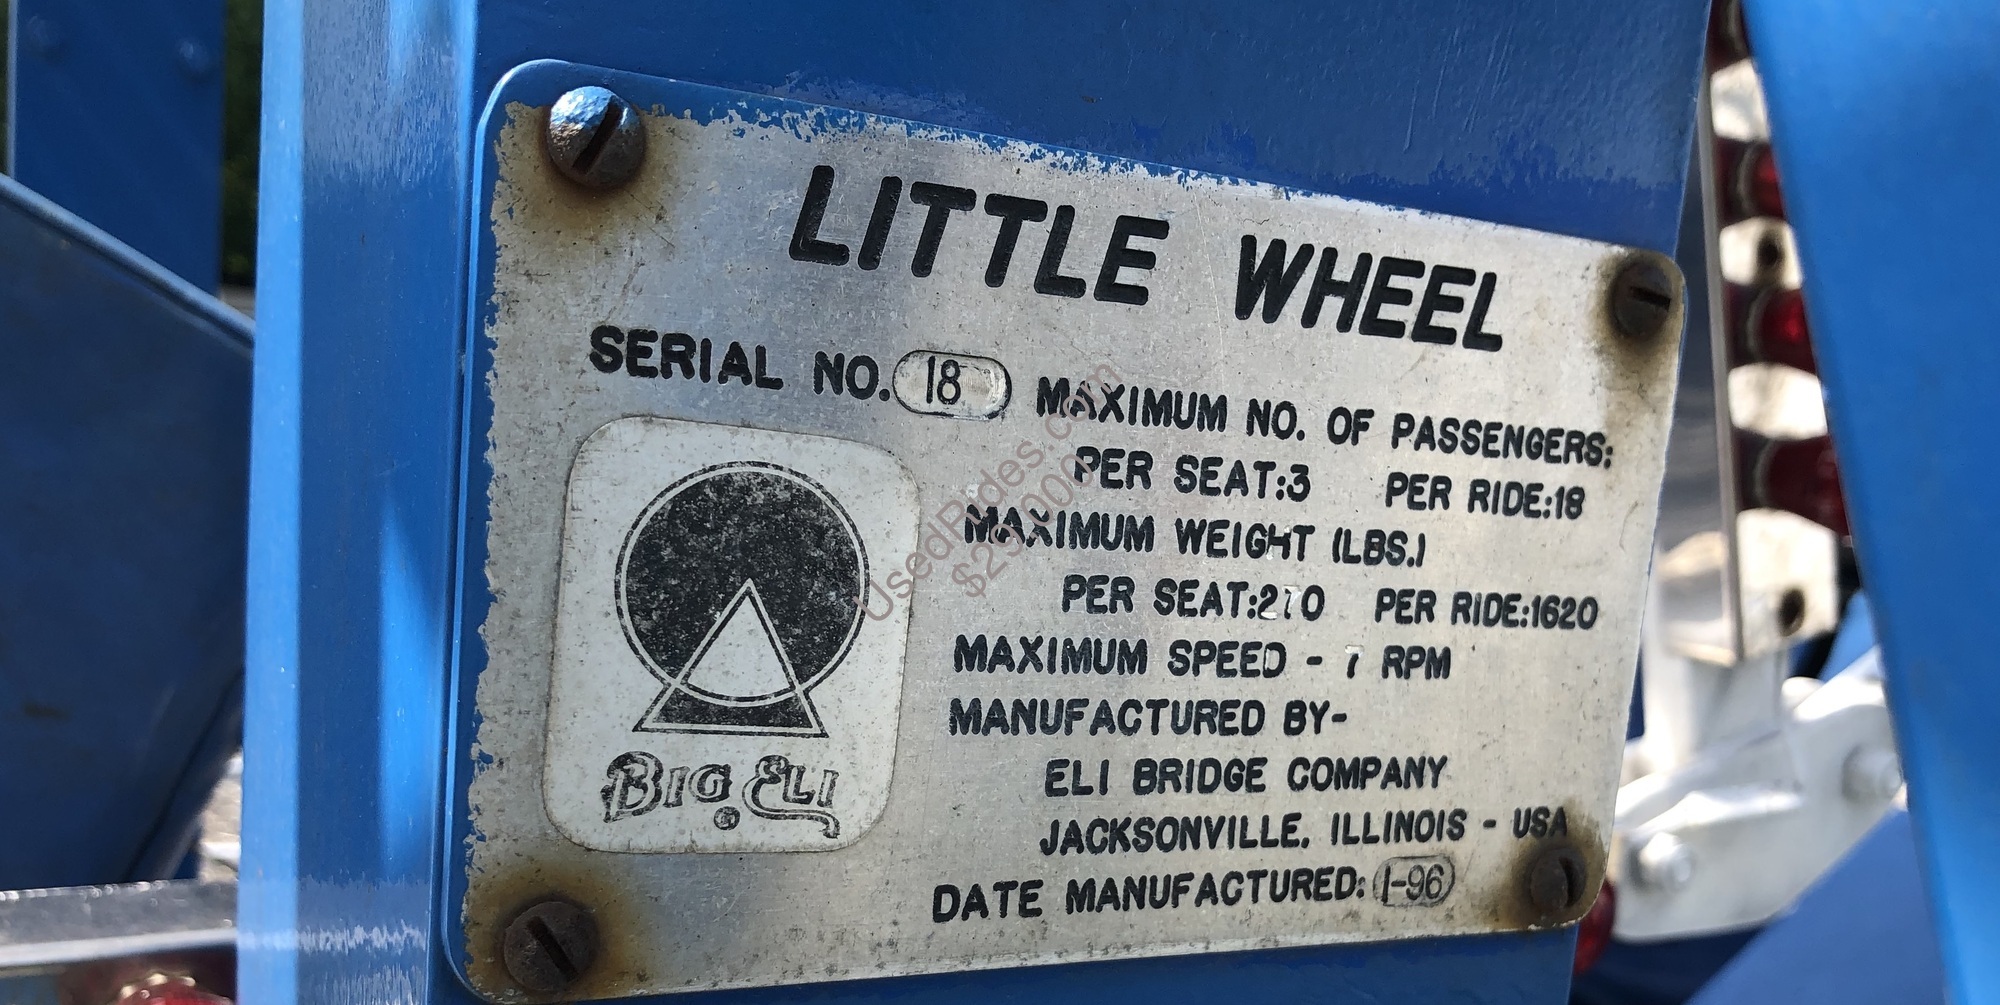 LITTLE WHEEL
SERIAL NO. 18
MAXIMUM NO. OF PASSENGERS:
PER SEAT:3 PER RIDE:18
MAXIMUM WEIGHT (LBS.)
PER SEAT:270 PER RIDE:1620
MAXIMUM SPEED - 7 RPM
MANUFACTURED BY-
ELI BRIDGE COMPANY
JACKSONVILLE, ILLINOIS - USA
DATE MANUFACTURED: 1-96
BIG ELI
®
UsedRides.com